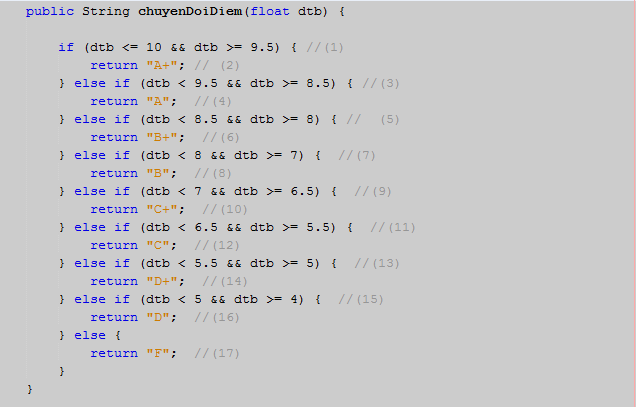 public String chuyenDoiDiem(float dtb) {
if (dtb <= 10 && dtb >= 9.5) { //(1)
return "A+"; // (2)
} else if (dtb < 9.5 && dtb >= 8.5) { //(3)
return "A"; //(4)
} else if (dtb < 8.5 && dtb >= 8) { // (5)
return "B+"; //(6)
} else if (dtb < 8 && dtb >= 7) { //(7)
return "B"; //(8)
} else if (dtb < 7 && dtb >= 6.5) { //(9)
return "C+"; //(10)
} else if (dtb < 6.5 && dtb >= 5.5) { //(11)
return "C"; //(12)
} else if (dtb < 5.5 && dtb >= 5) { //(13)
return "D+"; //(14)
} else if (dtb < 5 && dtb >= 4) { //(15)
return "D"; //(16)
} else {
return "F"; //(17)
}
}